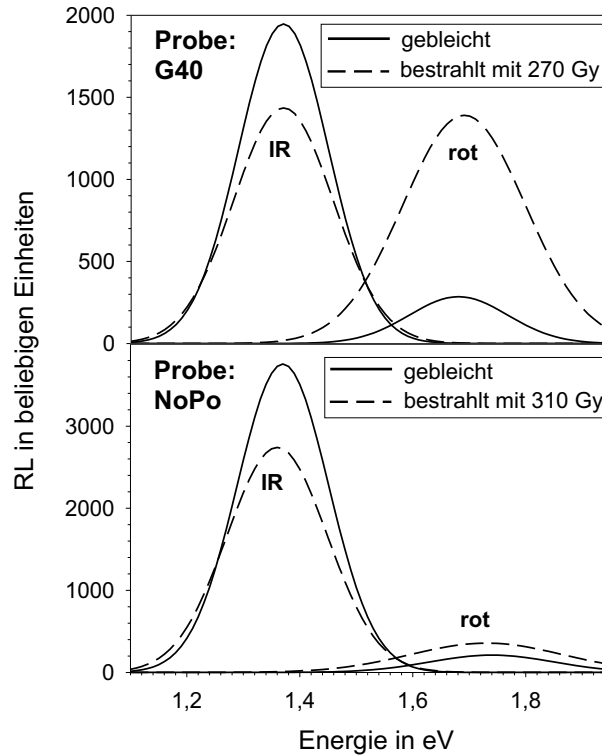 RL in beliebigen Einheiten
2000
1500
1000
500
0
Probe:
G40
gebleicht
bestrahlt mit 270 Gy
IR
rot
3000
2000
1000
0
Probe:
NoPo
gebleicht
bestrahlt mit 310 Gy
IR
rot
1,2
1,4
1,6
1,8
Energie in eV